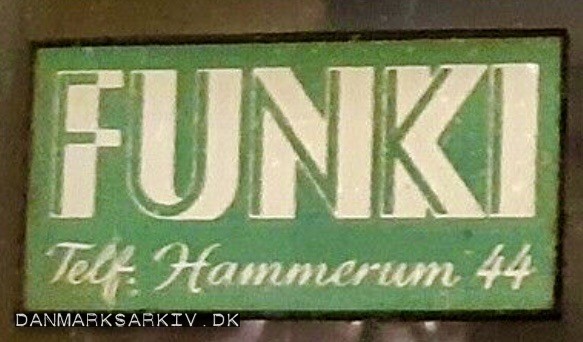 FUNKI
Telf. Hammerum 44
DANMARKSARKIV.DK